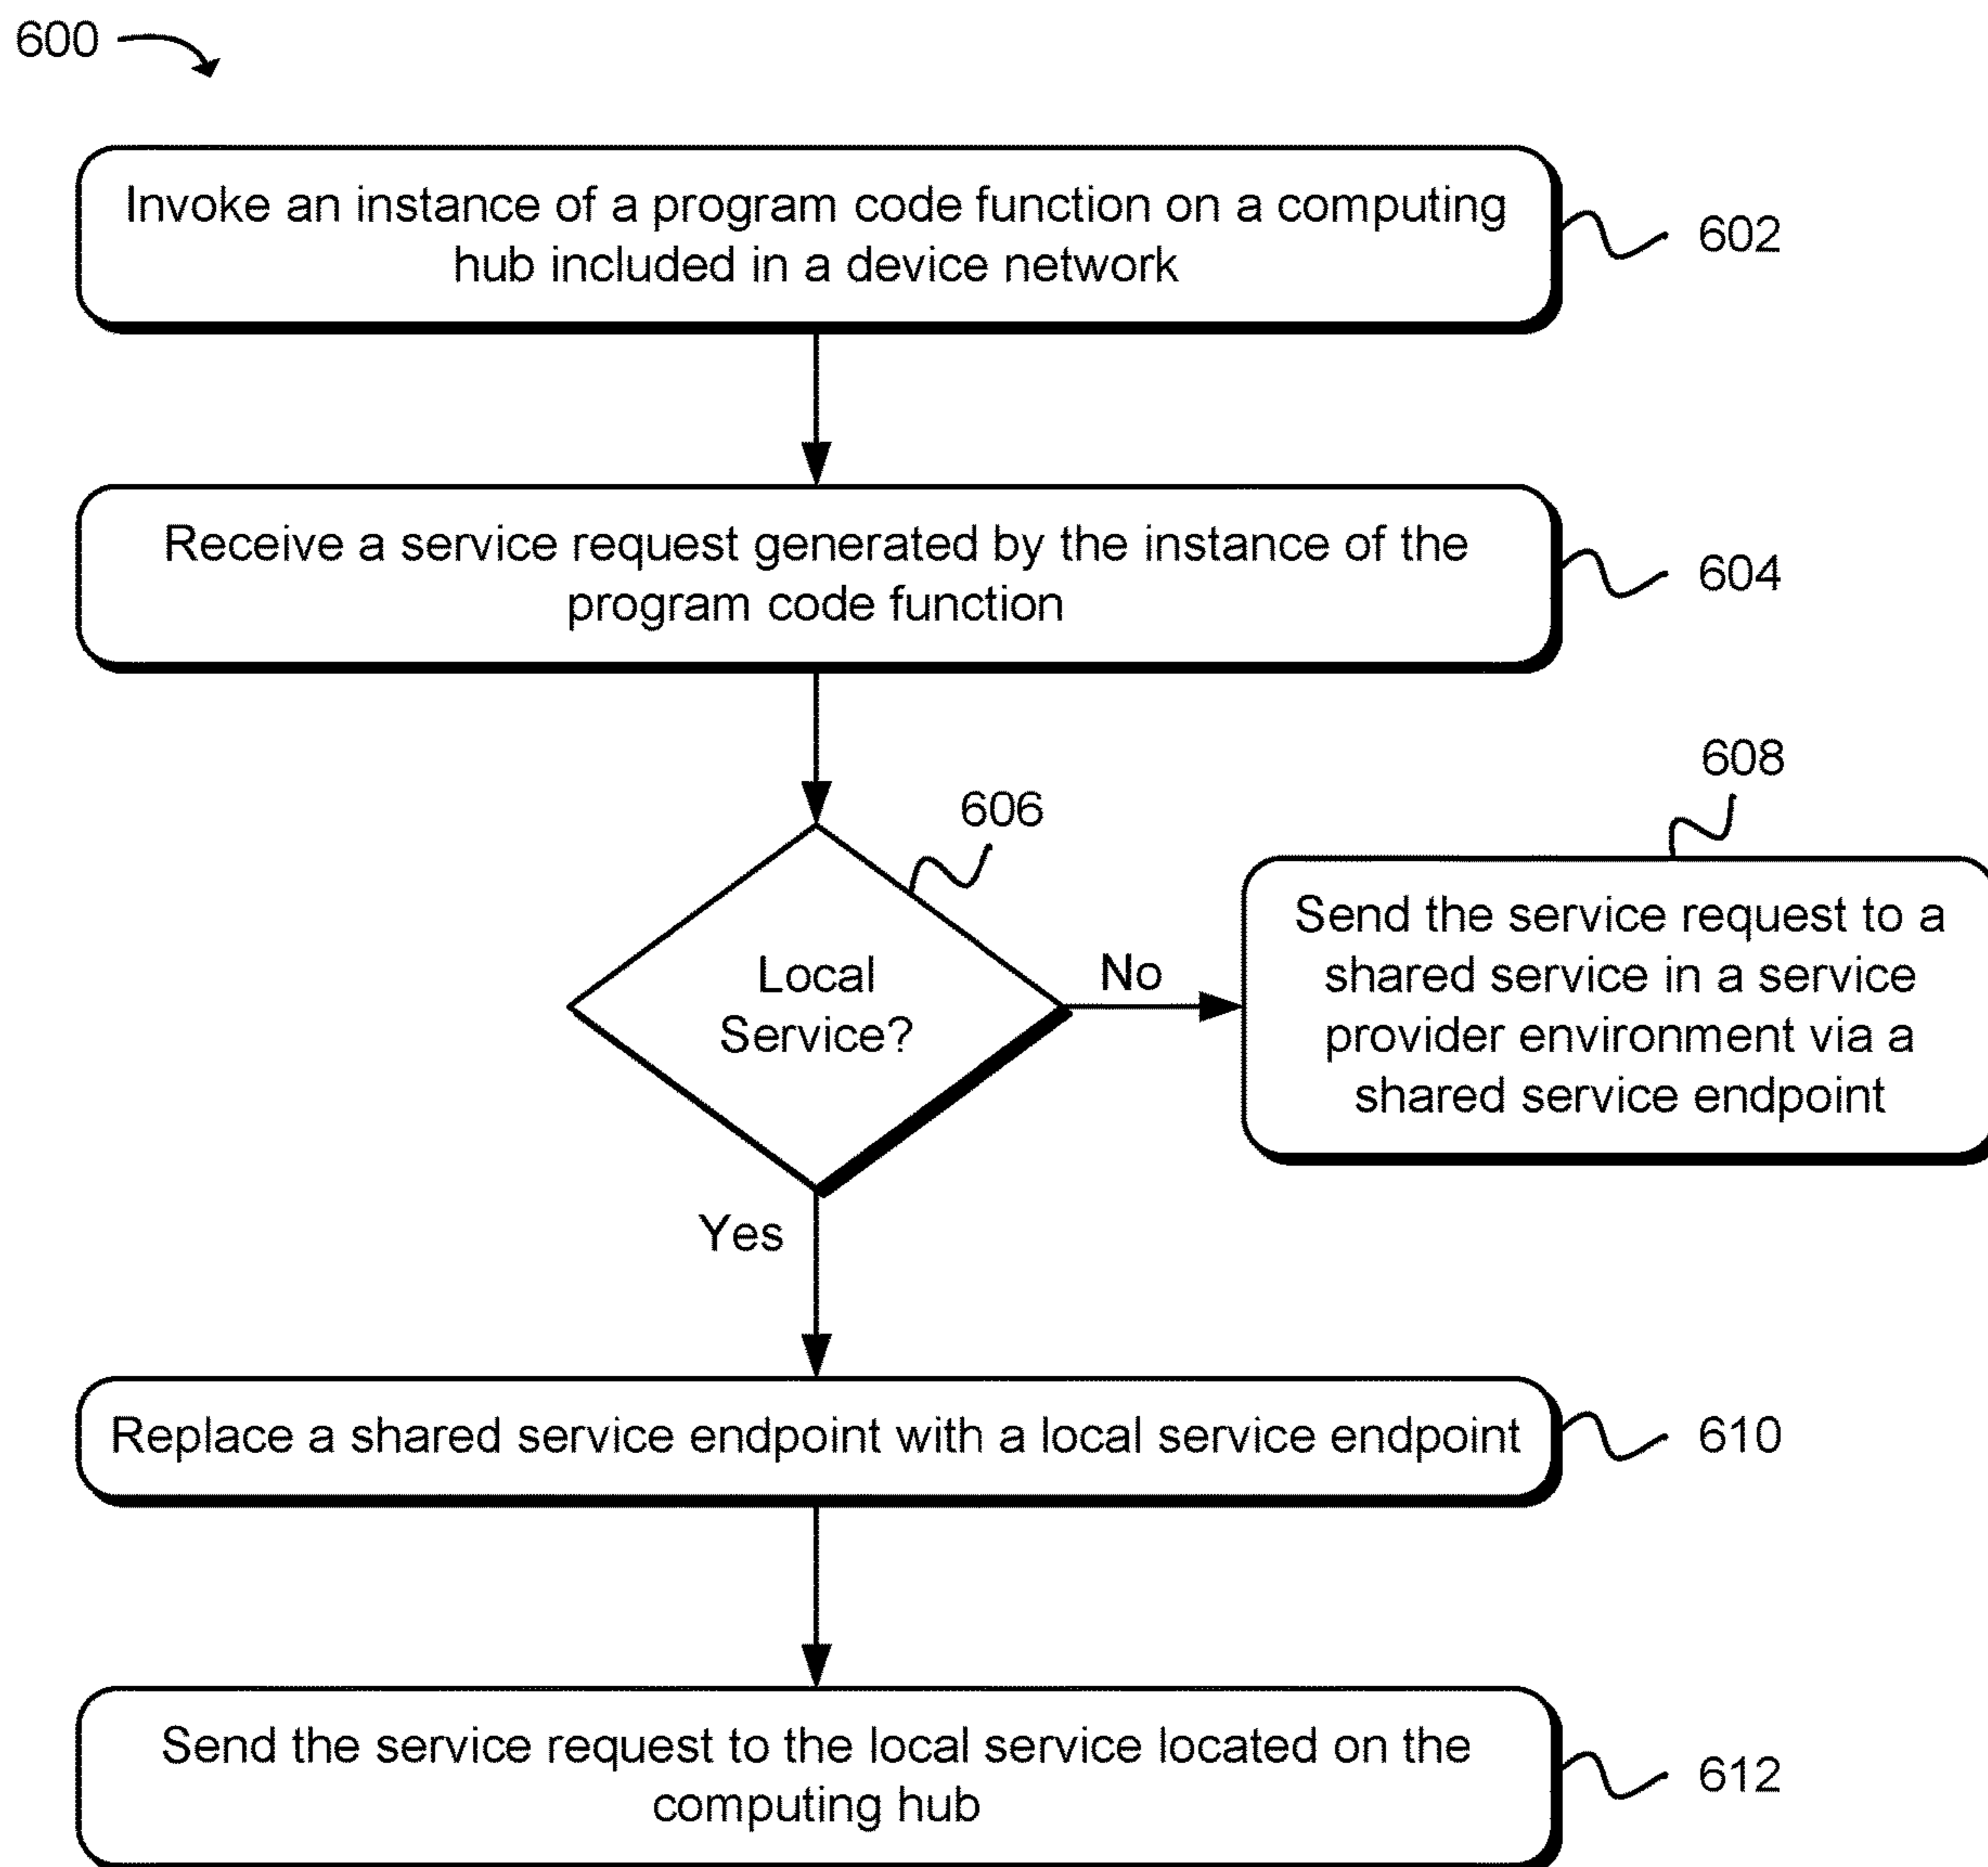 600
Invoke an instance of a program code function on a computing
hub included in a device network
602
Receive a service request generated by the instance of the
program code function
604
606
608
Local
Service?
No
Send the service request to a
shared service in a service
provider environment via a
shared service endpoint
Yes
Replace a shared service endpoint with a local service endpoint
610
Send the service request to the local service located on the
computing hub
612